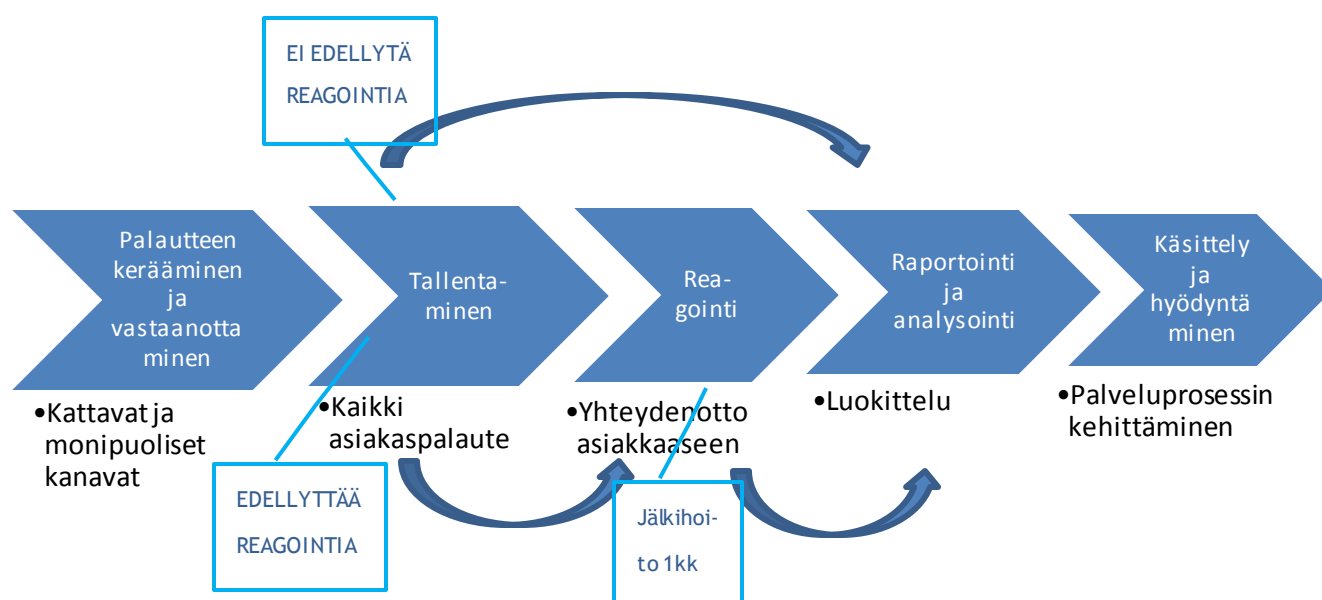 EI EDELLYTÄ
REAGOINTIA
Palautteen
kerääminen
ja
vastaanotta
minen
Tallenta-
minen
Rea-
gointi
Raportointi
ja
analysointi
Käsittely
ja
hyödyntä
minen
•Kattavat ja
monipuoliset
kanavat
•Kaikki
asiakaspalaute
•Yhteydenotto
asiakkaaseen
•Luokittelu
•Palveluprosessin
kehittäminen
EDELLYTTÄÄ
REAGOINTIA
Jälkihoi-
to 1kk